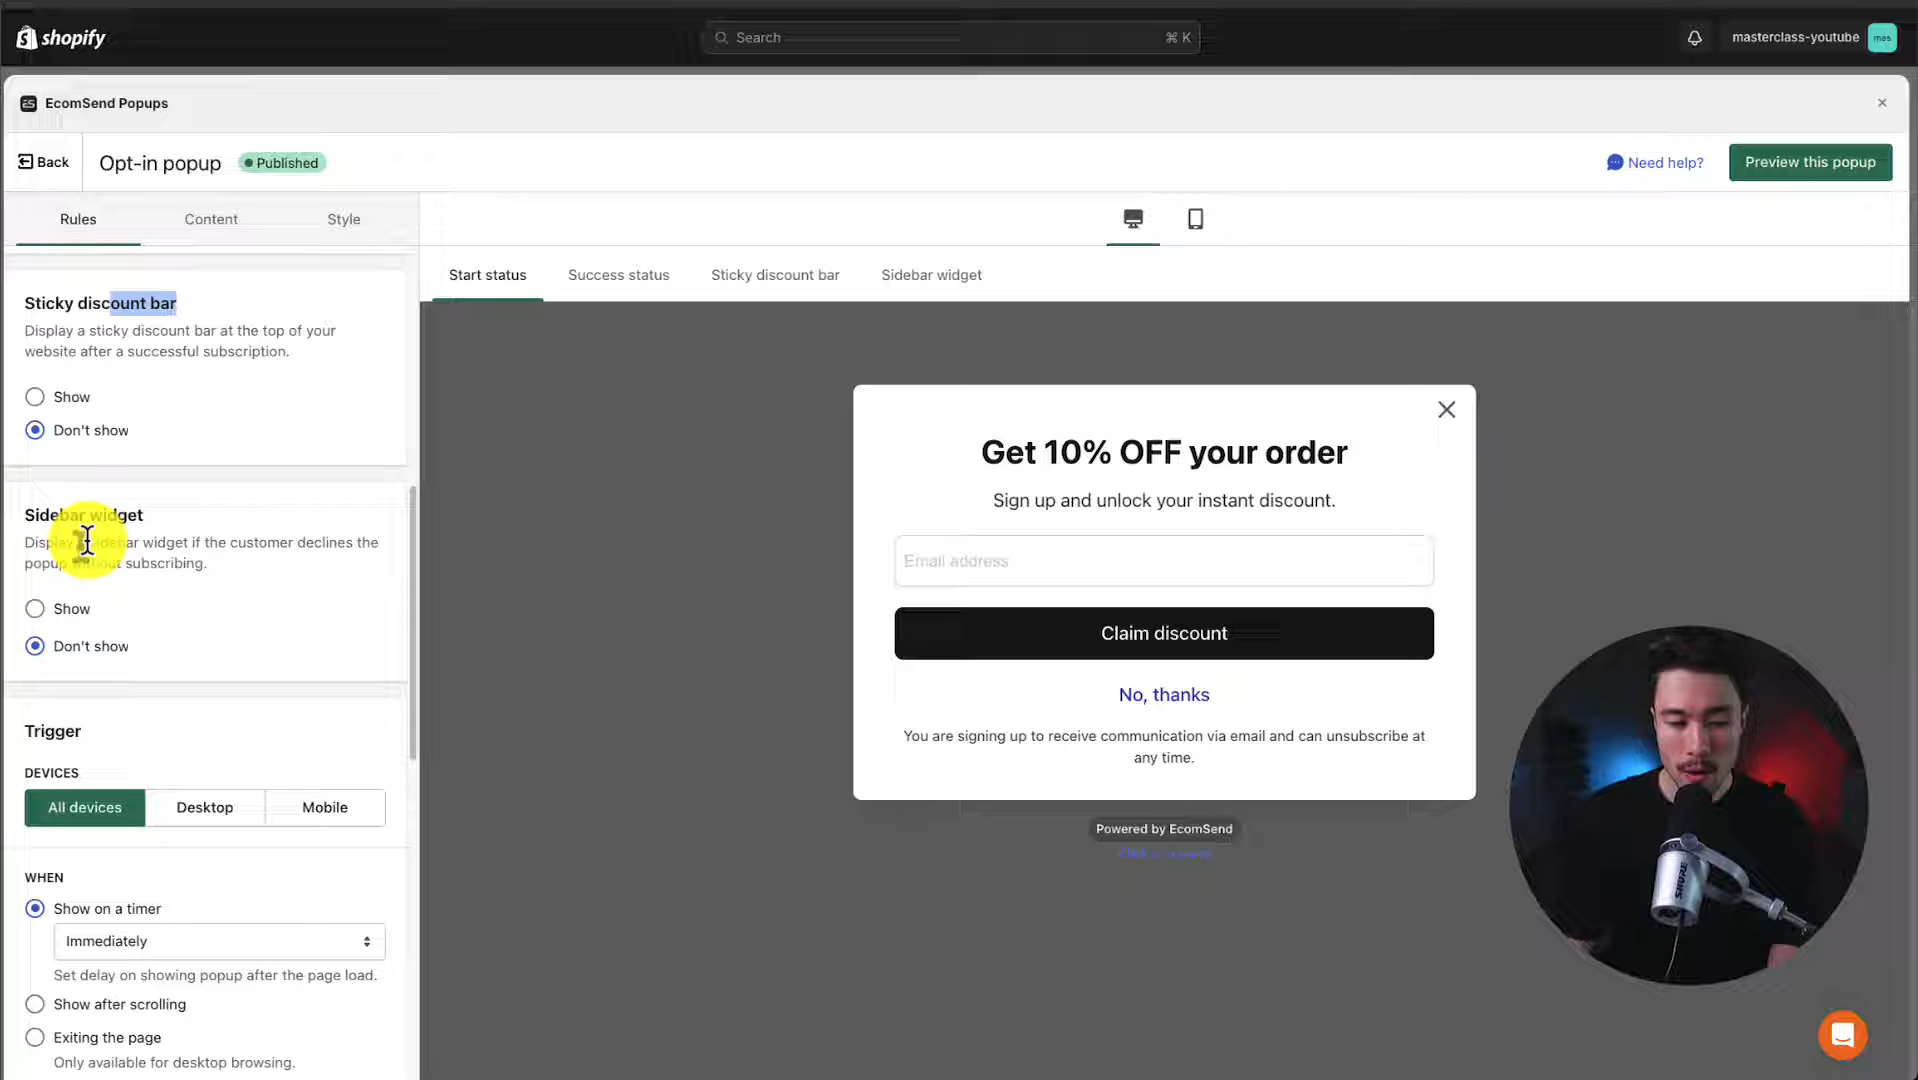 shopify
Search
⌘ K
masterclass-youtube
mas
EcomSend Popups
Back
Opt-in popup
Published
Need help?
Preview this popup
Rules
Content
Style
Start status
Success status
Sticky discount bar
Sidebar widget
Sticky discount bar
Display a sticky discount bar at the top of your
website after a successful subscription.
Show
Don't show
Sidebar widget
Display a sidebar widget if the customer declines the
popup without subscribing.
Show
Don't show
Trigger
DEVICES
All devices
Desktop
Mobile
WHEN
Show on a timer
Immediately
Set delay on showing popup after the page load.
Show after scrolling
Exiting the page
Only available for desktop browsing.
Get 10% OFF your order
Sign up and unlock your instant discount.
Email address
Claim discount
No, thanks
You are signing up to receive communication via email and can unsubscribe at
any time.
Powered by EcomSend
SHURE